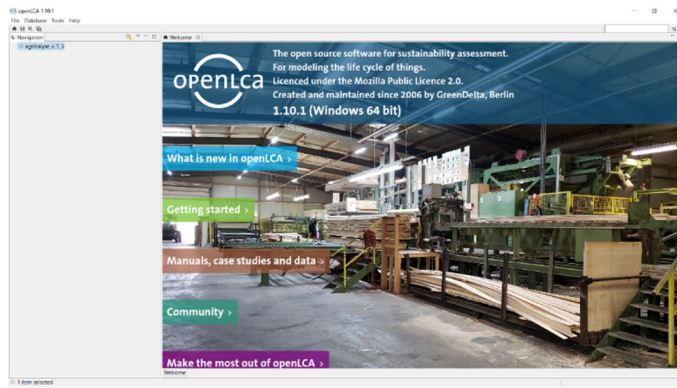 openLCA 1.10.1
File Database Tools Help
Navigation
Welcome
agribalyse_v_1_3
openLca
The open source software for sustainability assessment.
For modeling the life cycle of things.
Licenced under the Mozilla Public Licence 2.0.
Created and maintained since 2006 by GreenDelta, Berlin
1.10.1 (Windows 64 bit)
What is new in openLCA >
Getting started >
Manuals, case studies and data >
Community >
Make the most out of openLCA >
Welcome
1 item selected